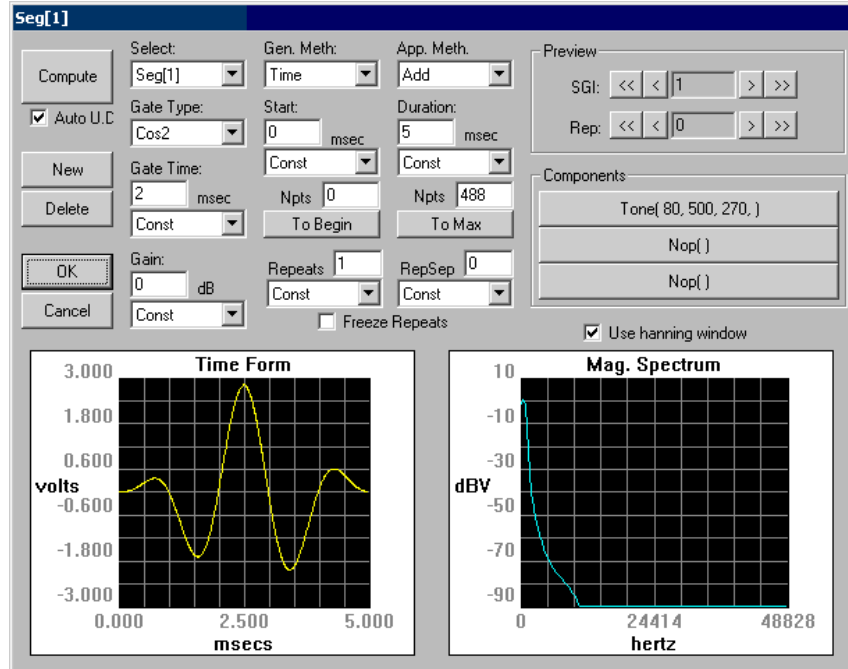 Seg[1]
Select: Gen. Meth: App. Meth.
Compute Seg[1] Time Add
Auto U.D
Gate Type: Start: Duration:
Cos2 0 msec 5 msec
Const Const
New Gate Time:
2 msec Npts 0 Npts 488
Delete Const To Begin To Max
OK Gain:
0 dB Repeats 1 RepSep 0
Cancel Const Const Const
Freeze Repeats
Preview
SGI: << < 1 > >>
Rep: << < 0 > >>
Components
Tone( 80, 500, 270, )
Nop( )
Nop( )
Use hanning window
Time Form
3.000
1.800
0.600
volts
-0.600
-1.800
-3.000
0.000 2.500 5.000
msecs
Mag. Spectrum
10
-10
-30
dBV
-50
-70
-90
0 24414 48828
hertz